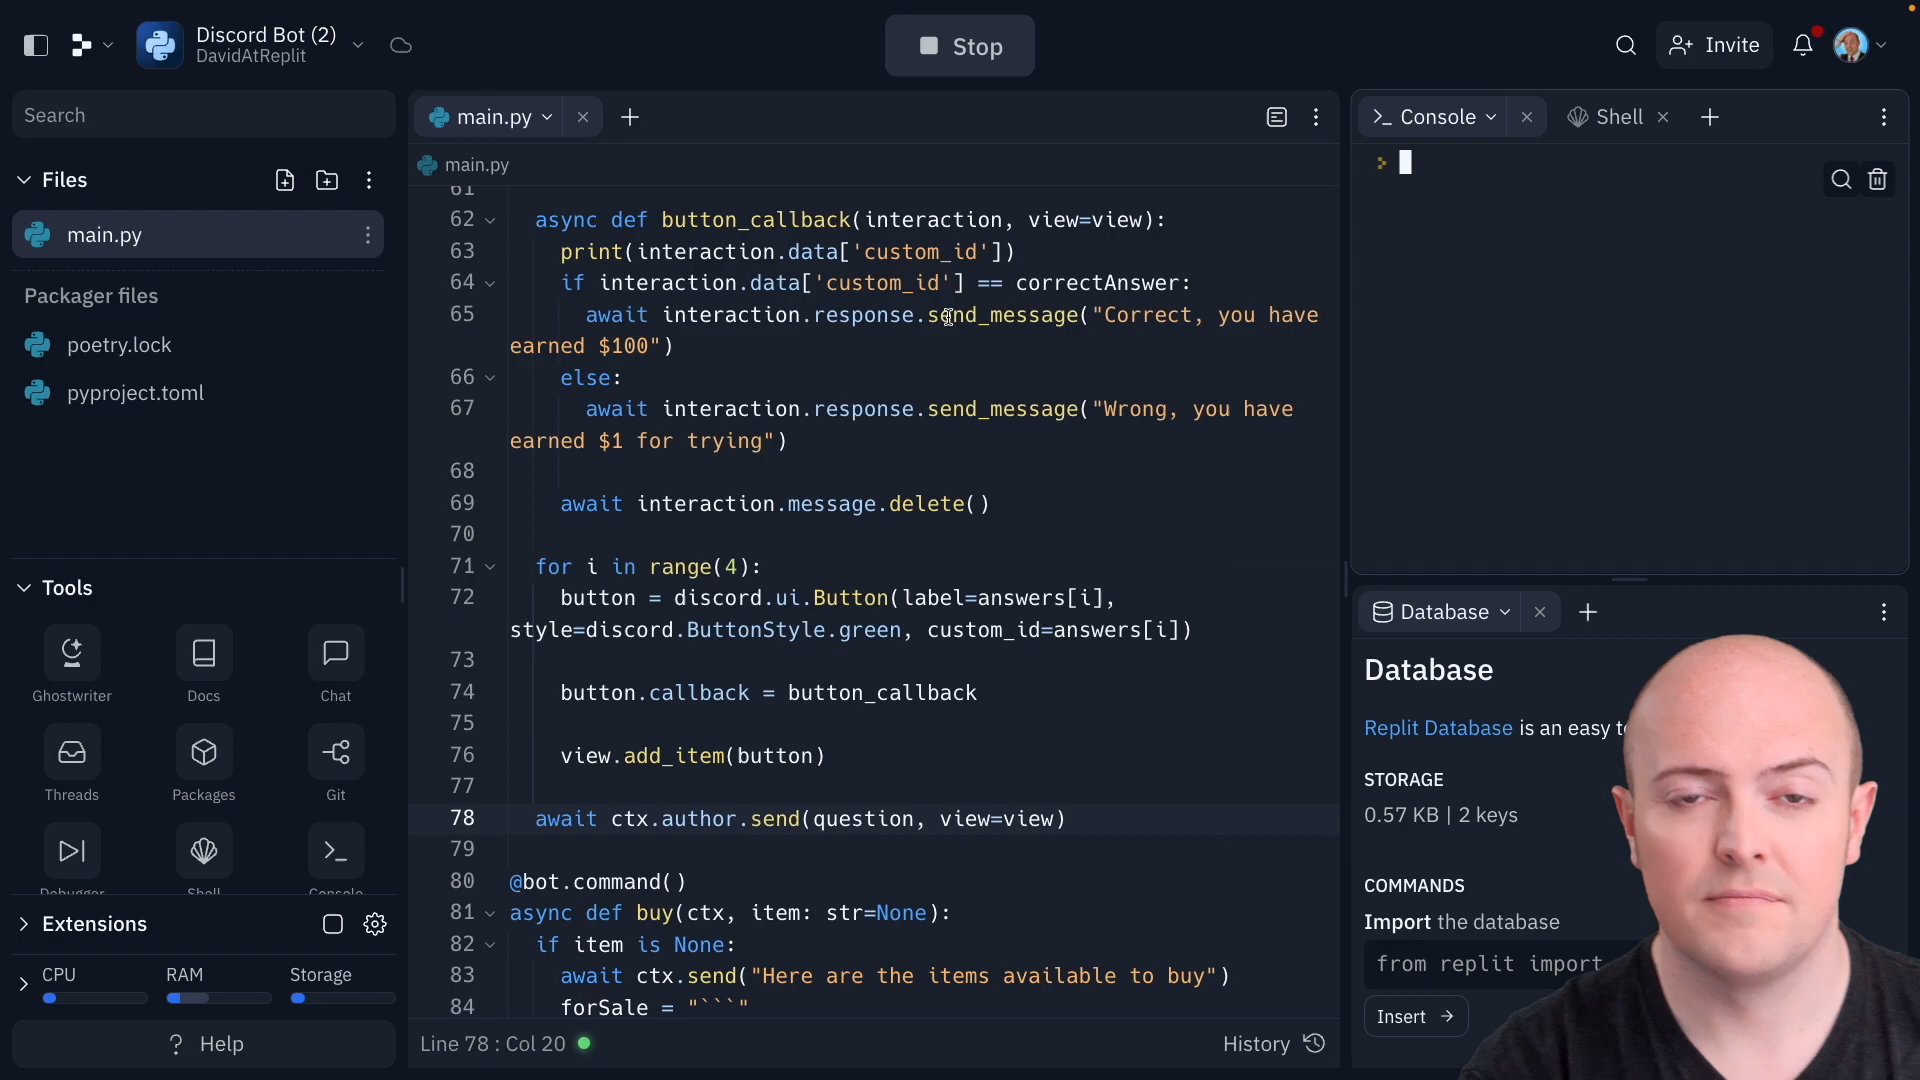 Discord Bot (2)
DavidAtReplit
Stop
Invite
Search
Files
main.py
Packager files
poetry.lock
pyproject.toml
Tools
Ghostwriter
Docs
Chat
Threads
Packages
Git
Debugger
Shell
Console
Extensions
CPU
RAM
Storage
? Help
main.py
main.py
61
62 async def button_callback(interaction, view=view):
63 print(interaction.data['custom_id'])
64 if interaction.data['custom_id'] == correctAnswer:
65 await interaction.response.send_message("Correct, you have
earned $100")
66 else:
67 await interaction.response.send_message("Wrong, you have
earned $1 for trying")
68
69 await interaction.message.delete()
70
71 for i in range(4):
72 button = discord.ui.Button(label=answers[i],
style=discord.ButtonStyle.green, custom_id=answers[i])
73
74 button.callback = button_callback
75
76 view.add_item(button)
77
78 await ctx.author.send(question, view=view)
79
80 @bot.command()
81 async def buy(ctx, item: str=None):
82 if item is None:
83 await ctx.send("Here are the items available to buy")
84 forSale = "```"
Line 78 : Col 20
History
Console
Shell
Database
Database
Replit Database is an easy t
STORAGE
0.57 KB | 2 keys
COMMANDS
Import the database
from replit import
Insert →